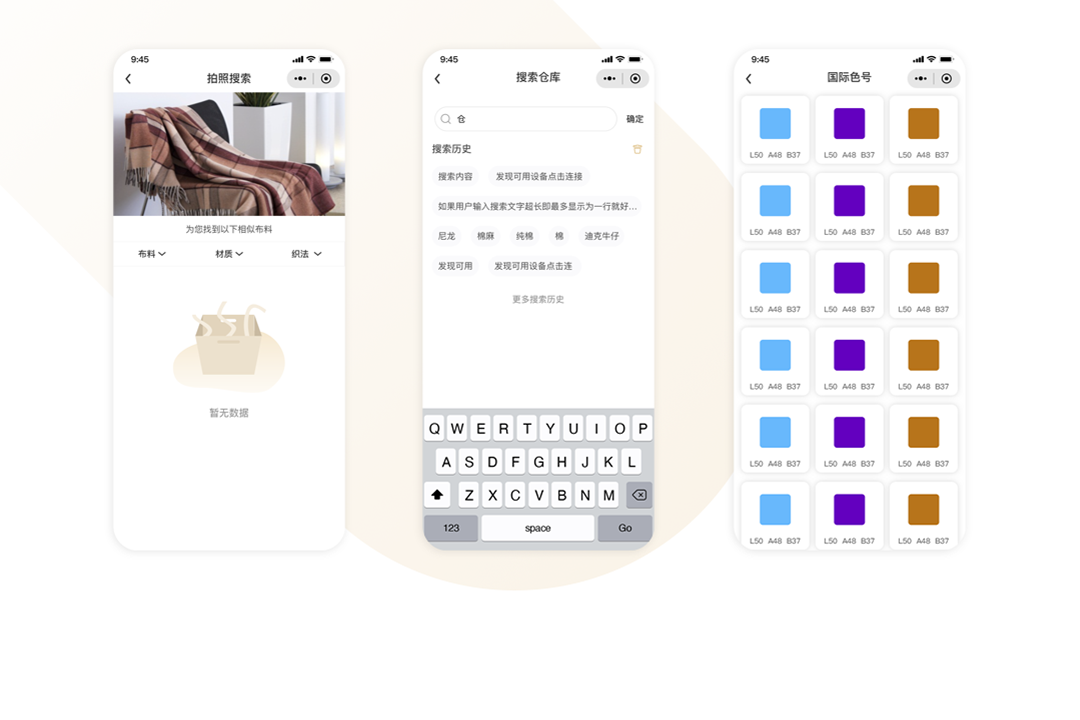 9:45
拍照搜索
为您找到以下相似布料
布料 材质 织法
暂无数据
9:45
搜索仓库
仓 确定
搜索历史
搜索内容 发现可用设备点击连接
如果用户输入搜索文字超长即最多显示为一行就好...
尼龙 棉麻 纯棉 棉 迪克牛仔
发现可用 发现可用设备点击连
更多搜索历史
Q W E R T Y U I O P
A S D F G H J K L
Z X C V B N M
123 space Go
9:45
国际色号
L50 A48 B37 L50 A48 B37 L50 A48 B37
L50 A48 B37 L50 A48 B37 L50 A48 B37
L50 A48 B37 L50 A48 B37 L50 A48 B37
L50 A48 B37 L50 A48 B37 L50 A48 B37
L50 A48 B37 L50 A48 B37 L50 A48 B37
L50 A48 B37 L50 A48 B37 L50 A48 B37